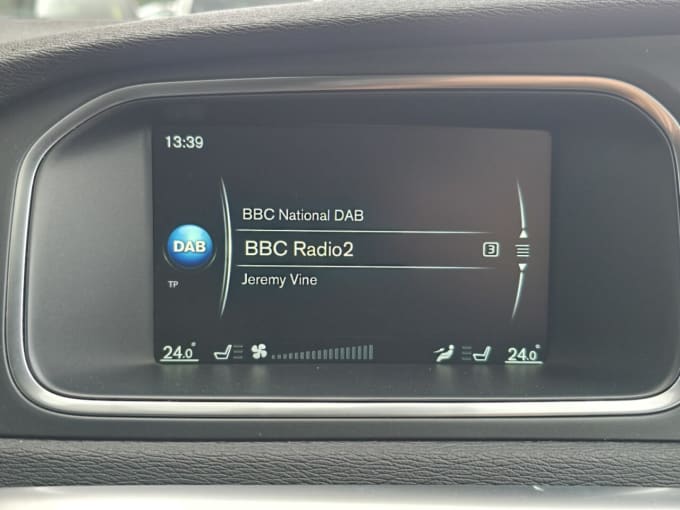 13:39
BBC National DAB
DAB
BBC Radio2 3
Jeremy Vine
TP
24.0° 24.0°